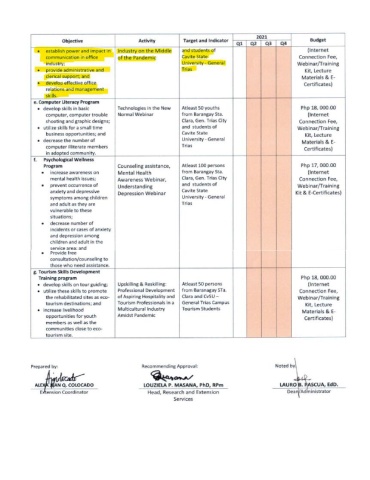 Objective
Activity
Target and Indicator
2021
Q1 Q2 Q3 Q4
Budget
• establish power and impact in
communication in office
industry;
• provide administrative and
clerical support; and
• develop effective office
relations and management
skills.
Industry on the Middle
of the Pandemic
and students of
Cavite State
University - General
Trias
(Internet
Connection Fee,
Webinar/Training
Kit, Lecture
Materials & E-
Certificates)
e. Computer Literacy Program
• develop skills in basic
computer, computer trouble
shooting and graphic designs;
• utilize skills for a small time
business opportunities; and
• decrease the number of
computer illiterate members
in adopted community.
Technologies in the New
Normal Webinar
Atleast 50 youths
from Barangay Sta.
Clara, Gen. Trias City
and students of
Cavite State
University - General
Trias
Php 18, 000.00
(Internet
Connection Fee,
Webinar/Training
Kit, Lecture
Materials & E-
Certificates)
f. Psychological Wellness
Program
• increase awareness on
mental health issues;
• prevent occurrence of
anxiety and depressive
symptoms among children
and adult as they are
vulnerable to these
situations;
• decrease number of
incidents or cases of anxiety
and depression among
children and adult in the
service area; and
• Provide free
consultation/counseling to
those who need assistance.
Counseling assistance,
Mental Health
Awareness Webinar,
Understanding
Depression Webinar
Atleast 100 persons
from Barangay Sta.
Clara, Gen. Trias City
and students of
Cavite State
University - General
Trias
Php 17, 000.00
(Internet
Connection Fee,
Webinar/Training
Kit & E-Certificates)
g. Tourism Skills Development
Training program
• develop skills on tour guiding;
• utilize these skills to promote
the rehabilitated sites as eco-
tourism destinations; and
• increase livelihood
opportunities for youth
members as well as the
communities close to eco-
tourism site.
Upskilling & Reskilling:
Professional Development
of Aspiring Hospitality and
Tourism Professionals in a
Multicultural Industry
Amidst Pandemic
Atleast 50 persons
from Baranagay STa.
Clara and CvSU -
General Trias Campus
Tourism Students
Php 18, 000.00
(Internet
Connection Fee,
Webinar/Training
Kit, Lecture
Materials & E-
Certificates)
Prepared by:
Recommending Approval:
Noted by:
COLOCADO
Extension Coordinator
LOUZIELA P. MASANA, PhD, RPm
Head, Research and Extension
Services
LAURO B. PASCUA, EdD.
Administrator